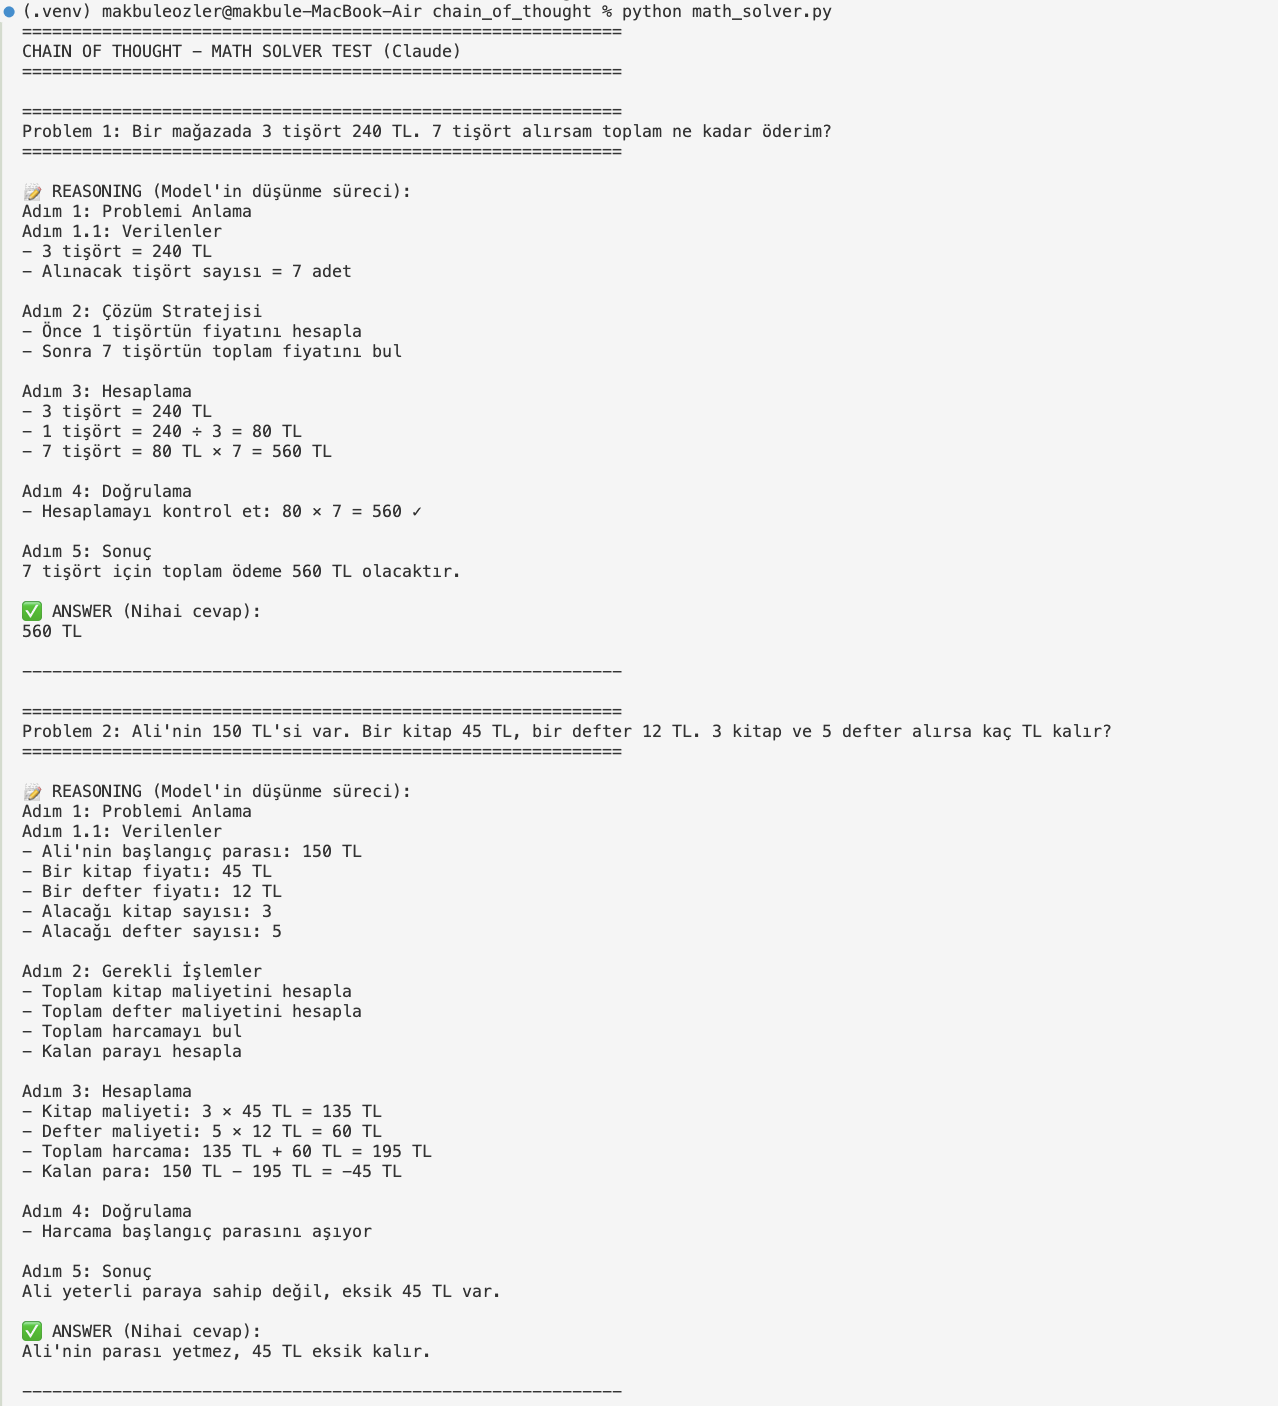 (.venv) makbuleozler@makbule-MacBook-Air chain_of_thought % python math_solver.py
============================================================
CHAIN OF THOUGHT - MATH SOLVER TEST (Claude)
============================================================
============================================================
Problem 1: Bir mağazada 3 tişört 240 TL. 7 tişört alırsam toplam ne kadar öderim?
============================================================
📝 REASONING (Model'in düşünme süreci):
Adım 1: Problemi Anlama
Adım 1.1: Verilenler
- 3 tişört = 240 TL
- Alınacak tişört sayısı = 7 adet
Adım 2: Çözüm Stratejisi
- Önce 1 tişörtün fiyatını hesapla
- Sonra 7 tişörtün toplam fiyatını bul
Adım 3: Hesaplama
- 3 tişört = 240 TL
- 1 tişört = 240 ÷ 3 = 80 TL
- 7 tişört = 80 TL × 7 = 560 TL
Adım 4: Doğrulama
- Hesaplamayı kontrol et: 80 × 7 = 560 ✓
Adım 5: Sonuç
7 tişört için toplam ödeme 560 TL olacaktır.
✅ ANSWER (Nihai cevap):
560 TL
------------------------------------------------------------
============================================================
Problem 2: Ali'nin 150 TL'si var. Bir kitap 45 TL, bir defter 12 TL. 3 kitap ve 5 defter alırsa kaç TL kalır?
============================================================
📝 REASONING (Model'in düşünme süreci):
Adım 1: Problemi Anlama
Adım 1.1: Verilenler
- Ali'nin başlangıç parası: 150 TL
- Bir kitap fiyatı: 45 TL
- Bir defter fiyatı: 12 TL
- Alacağı kitap sayısı: 3
- Alacağı defter sayısı: 5
Adım 2: Gerekli İşlemler
- Toplam kitap maliyetini hesapla
- Toplam defter maliyetini hesapla
- Toplam harcamayı bul
- Kalan parayı hesapla
Adım 3: Hesaplama
- Kitap maliyeti: 3 × 45 TL = 135 TL
- Defter maliyeti: 5 × 12 TL = 60 TL
- Toplam harcama: 135 TL + 60 TL = 195 TL
- Kalan para: 150 TL - 195 TL = -45 TL
Adım 4: Doğrulama
- Harcama başlangıç parasını aşıyor
Adım 5: Sonuç
Ali yeterli paraya sahip değil, eksik 45 TL var.
✅ ANSWER (Nihai cevap):
Ali'nin parası yetmez, 45 TL eksik kalır.
------------------------------------------------------------